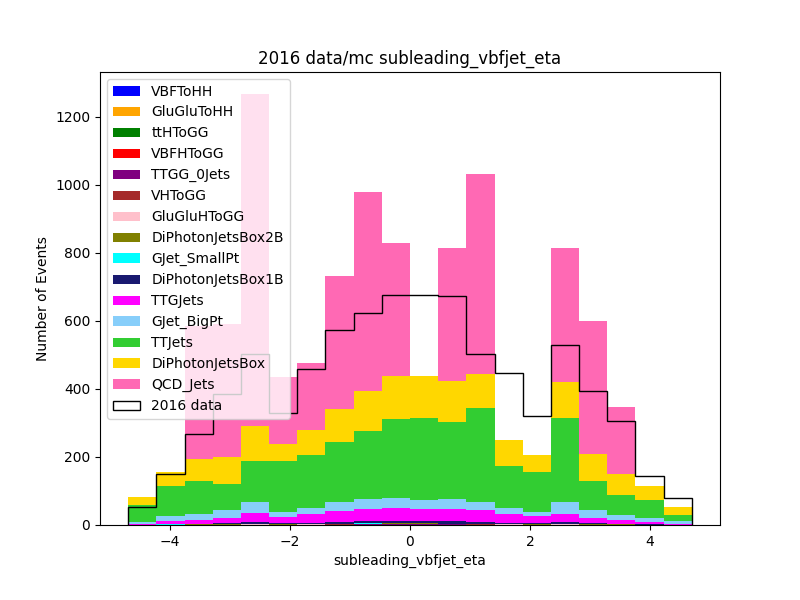 2016 data/mc subleading_vbfjet_eta
Number of Events
1200
1000
800
600
400
200
0
VBFToHH
GluGluToHH
ttHToGG
VBFHToGG
TTGG_0Jets
VHToGG
GluGluHToGG
DiPhotonJetsBox2B
GJet_SmallPt
DiPhotonJetsBox1B
TTGJets
GJet_BigPt
TTJets
DiPhotonJetsBox
QCD_Jets
2016 data
−4 −2 0 2 4
subleading_vbfjet_eta